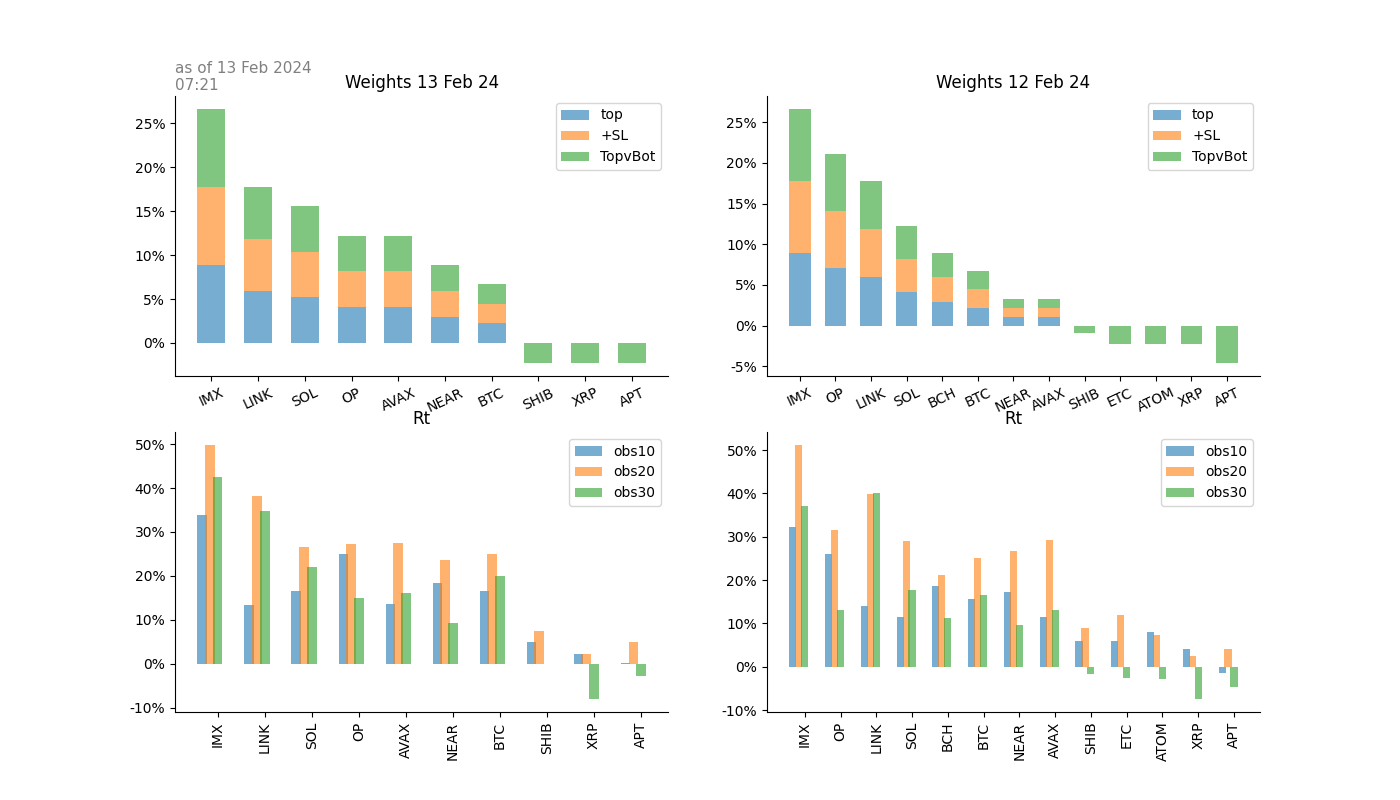 as of 13 Feb 2024
07:21
Weights 13 Feb 24
25%
20%
15%
10%
5%
0%
top
+SL
TopvBot
IMX
LINK
SOL
OP
AVAX
NEAR
BTC
SHIB
XRP
APT
Weights 12 Feb 24
25%
20%
15%
10%
5%
0%
-5%
top
+SL
TopvBot
IMX
OP
LINK
SOL
BCH
BTC
NEAR
AVAX
SHIB
ETC
ATOM
XRP
APT
Rt
50%
40%
30%
20%
10%
0%
-10%
obs10
obs20
obs30
IMX
LINK
SOL
OP
AVAX
NEAR
BTC
SHIB
XRP
APT
Rt
50%
40%
30%
20%
10%
0%
-10%
obs10
obs20
obs30
IMX
OP
LINK
SOL
BCH
BTC
NEAR
AVAX
SHIB
ETC
ATOM
XRP
APT